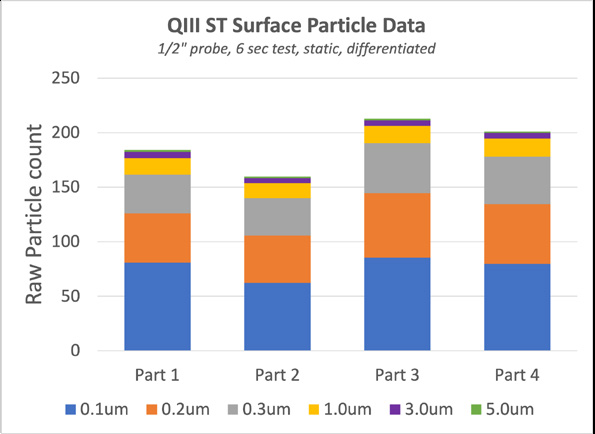 QIII ST Surface Particle Data
1/2" probe, 6 sec test, static, differentiated
Raw Particle count
250
200
150
100
50
0
Part 1 Part 2 Part 3 Part 4
0.1um 0.2um 0.3um 1.0um 3.0um 5.0um